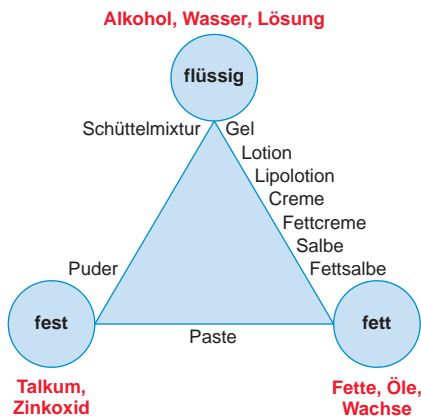 Alkohol, Wasser, Lösung
flüssig
Schüttelmixtur
Gel
Lotion
Lipolotion
Creme
Fettcreme
Salbe
Fettsalbe
Puder
fest
fett
Paste
Talkum,
Zinkoxid
Fette, Öle,
Wachse